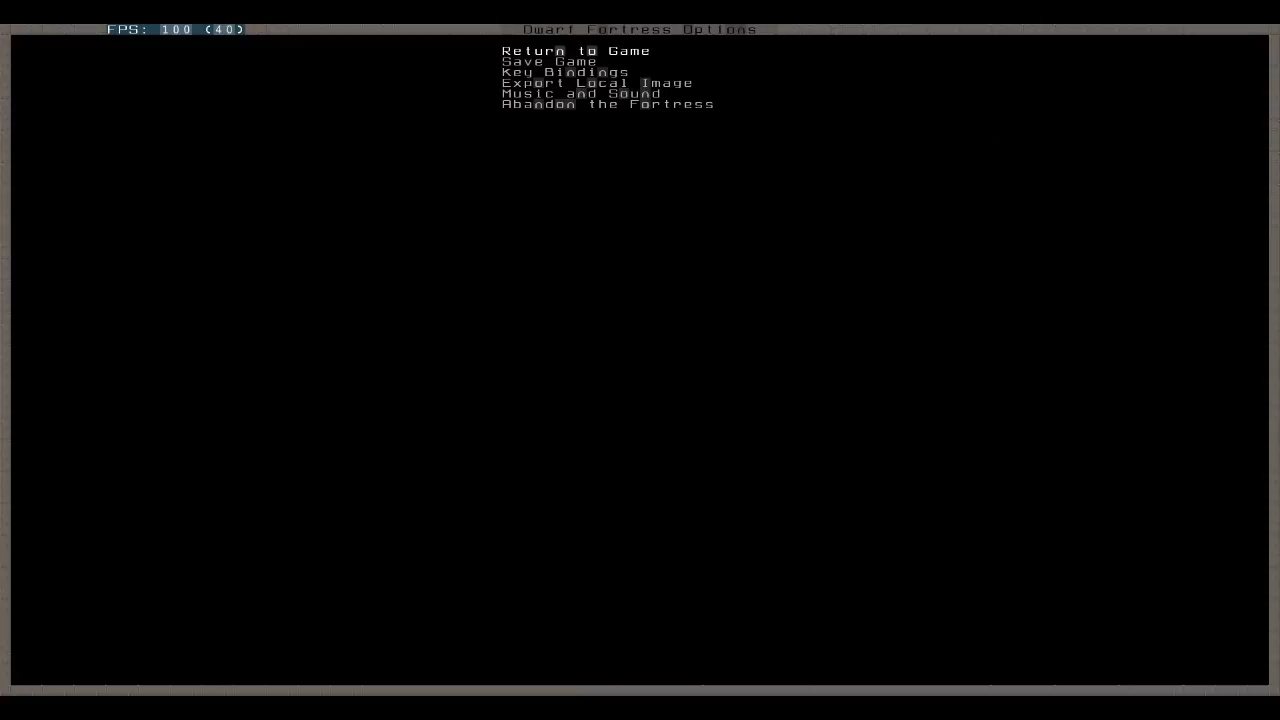 FPS: 100 (40) Dwarf Fortress Options
Return to Game
Save Game
Key Bindings
Export Local Image
Music and Sound
Abandon the Fortress